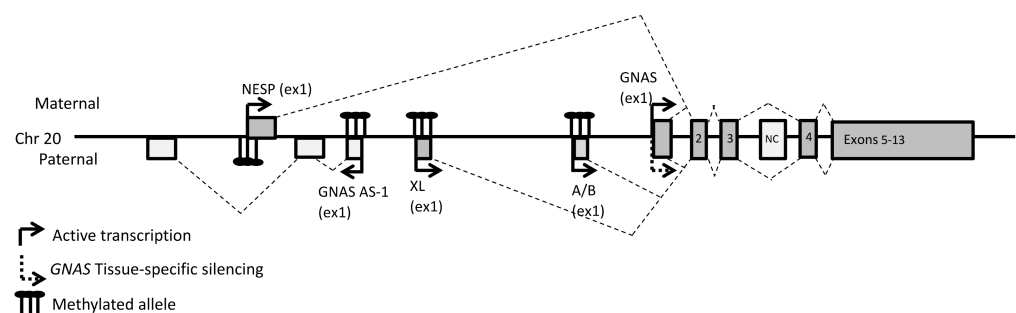 NESP (ex1)
GNAS
(ex1)
Maternal
Chr 20
Paternal
2
3
NC
4
Exons 5-13
GNAS AS-1
(ex1)
XL
(ex1)
A/B
(ex1)
Active transcription
GNAS Tissue-specific silencing
Methylated allele